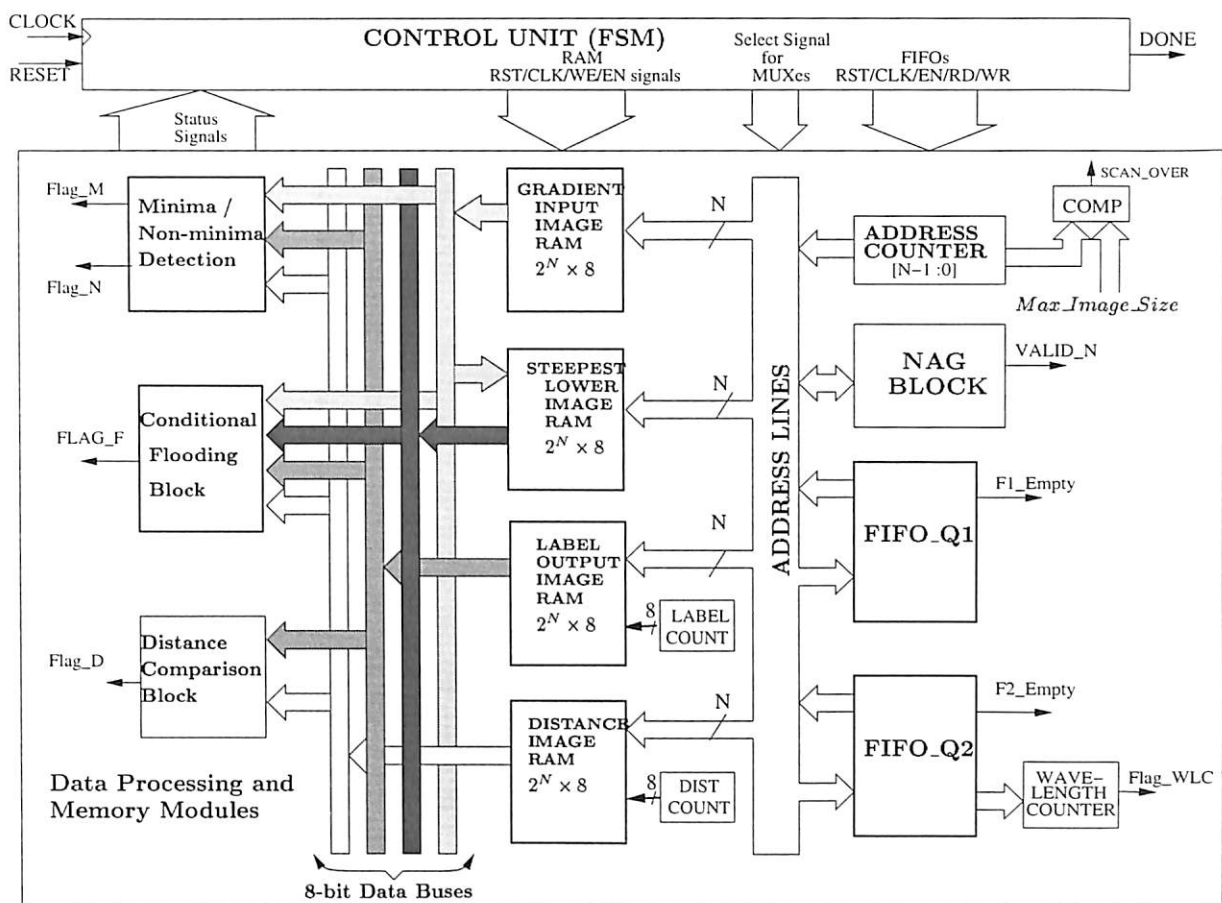 CLOCK
RESET
CONTROL UNIT (FSM)
RAM
RST/CLK/WE/EN signals
Select Signal
for
MUXes
FIFOs
RST/CLK/EN/RD/WR
DONE
Status
Signals
Flag_M
Flag_N
Minima /
Non-minima
Detection
GRADIENT
INPUT
IMAGE
RAM
2^N × 8
N
ADDRESS
COUNTER
[N-1 :0]
SCAN_OVER
COMP
Max_Image_Size
NAG
BLOCK
VALID_N
STEEPEST
LOWER
IMAGE
RAM
2^N × 8
N
FLAG_F
Conditional
Flooding
Block
ADDRESS LINES
FIFO_Q1
F1_Empty
LABEL
OUTPUT
IMAGE
RAM
2^N × 8
N
8
LABEL
COUNT
Flag_D
Distance
Comparison
Block
DISTANCE
IMAGE
RAM
2^N × 8
N
8
DIST
COUNT
FIFO_Q2
F2_Empty
WAVE-
LENGTH
COUNTER
Flag_WLC
Data Processing and
Memory Modules
8-bit Data Buses